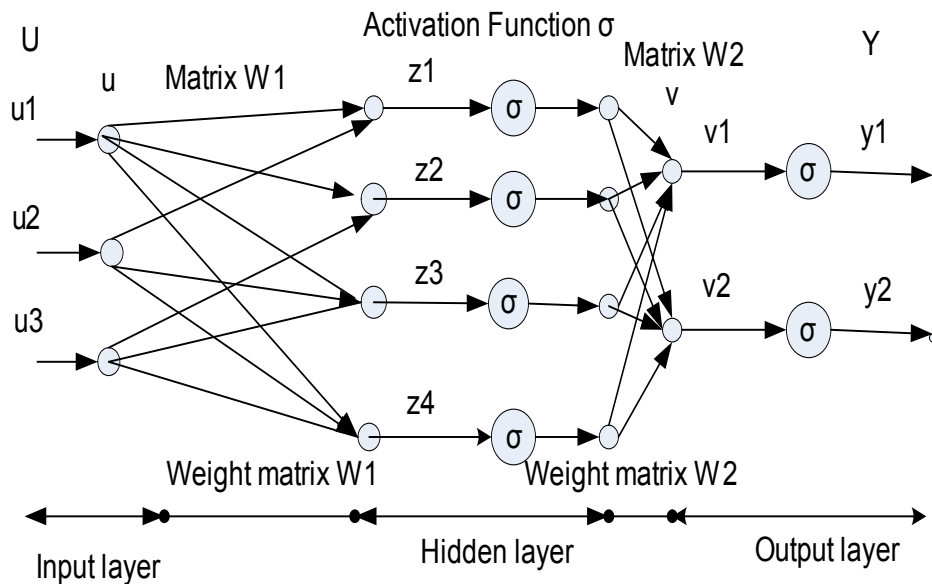 Activation Function σ
U
Y
Matrix W1
Matrix W2
u
z1
v
u1
σ
v1
y1
σ
z2
σ
u2
z3
v2
y2
σ
σ
u3
z4
σ
Weight matrix W1
Weight matrix W2
Input layer
Hidden layer
Output layer